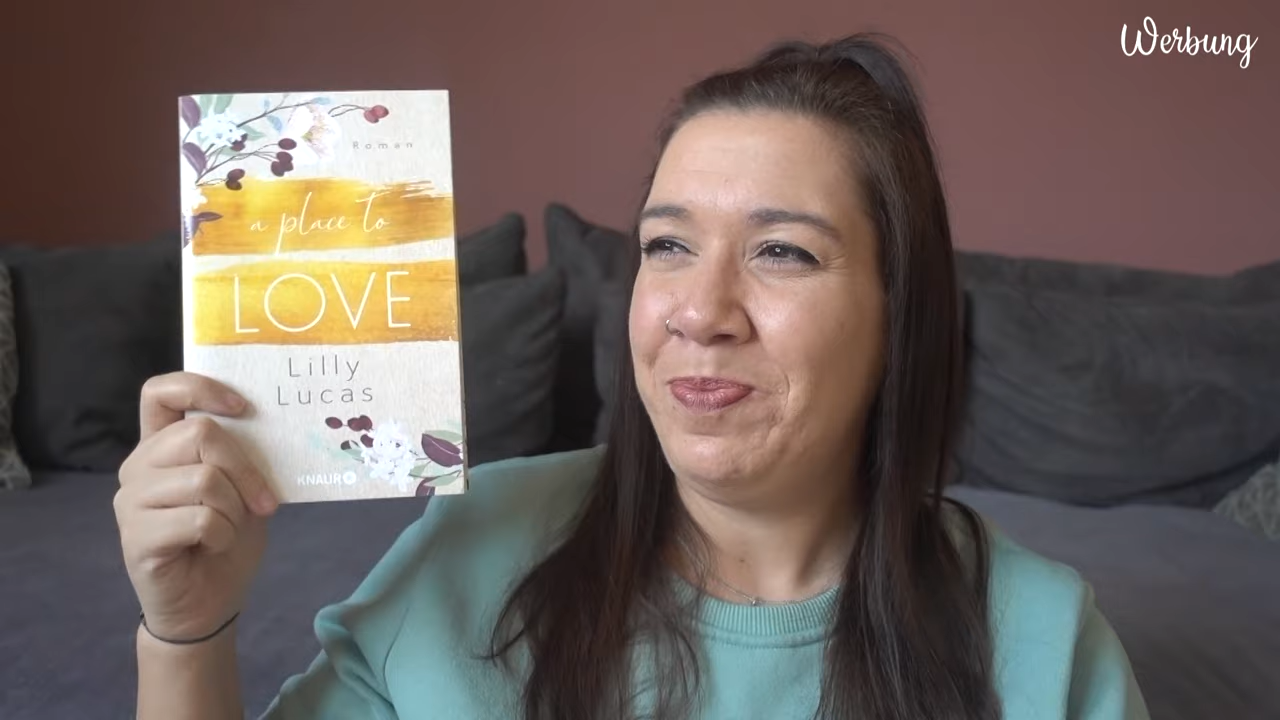 Werbung
Roman
a place to
LOVE
Lilly
Lucas
KNAUR